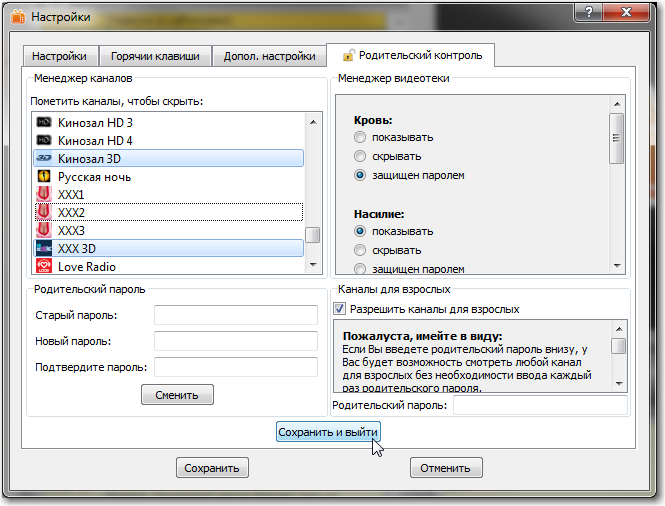 Настройки
Настройки
Горячии клавиши
Допол. настройки
Родительский контроль
Менеджер каналов
Пометить каналы, чтобы скрыть:
Кинозал HD 3
Кинозал HD 4
Кинозал 3D
Русская ночь
XXX1
XXX2
XXX3
XXX 3D
Love Radio
Менеджер видеотеки
Кровь:
показывать
скрывать
защищен паролем
Насилие:
показывать
скрывать
защищен паролем
Родительский пароль
Старый пароль:
Новый пароль:
Подтвердите пароль:
Сменить
Каналы для взрослых
Разрешить каналы для взрослых
Пожалуста, имейте в виду:
Если Вы введете родительский пароль внизу, у
Вас будет возможность смотреть любой канал
для взрослых без необходимости ввода каждый
раз родительского пароля.
Родительский пароль:
Сохранить и выйти
Сохранить
Отменить